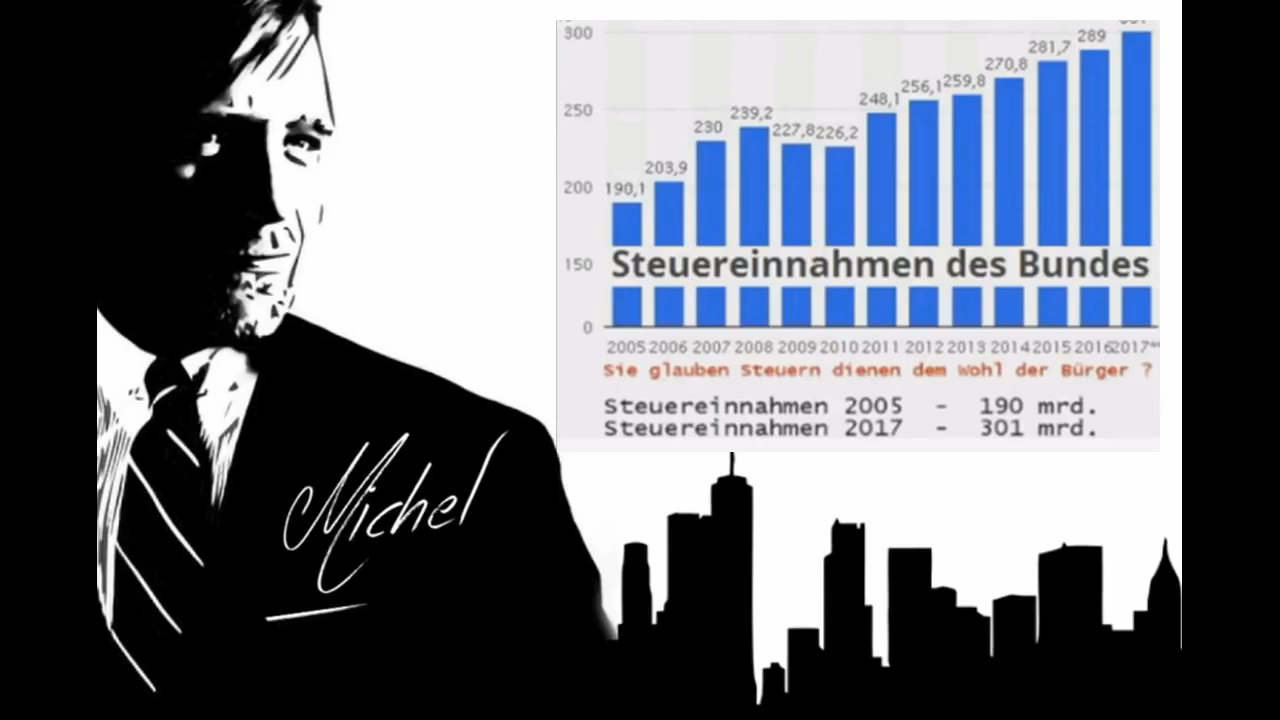 300
250
200
150
0
190,1
203,9
230
239,2
227,8
226,2
248,1
256,1
259,8
270,8
281,7
289
Steuereinnahmen des Bundes
2005 2006 2007 2008 2009 2010 2011 2012 2013 2014 2015 2016 2017**
Sie glauben Steuern dienen dem Wohl der Bürger ?
Steuereinnahmen 2005 - 190 mrd.
Steuereinnahmen 2017 - 301 mrd.
Michel